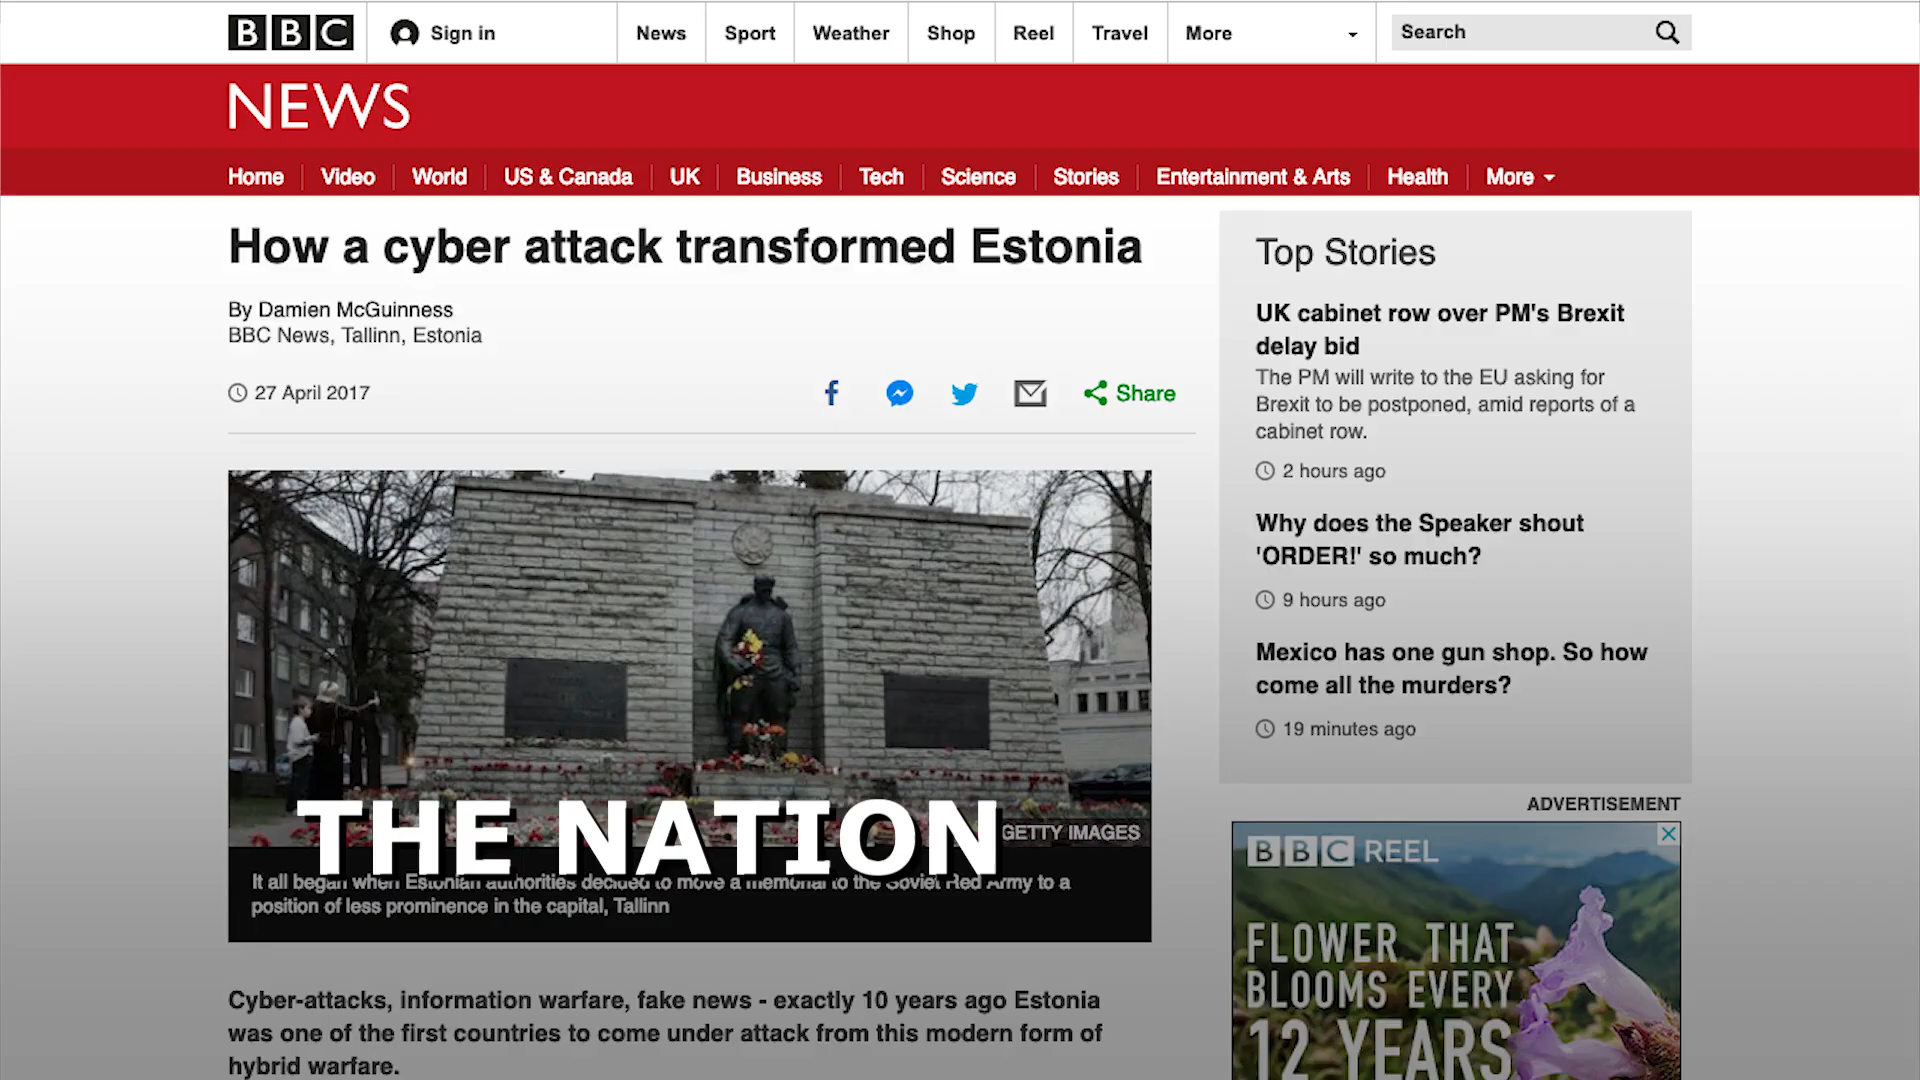 BBC
Sign in
News
Sport
Weather
Shop
Reel
Travel
More
Search
NEWS
Home
Video
World
US & Canada
UK
Business
Tech
Science
Stories
Entertainment & Arts
Health
More
How a cyber attack transformed Estonia
By Damien McGuinness
BBC News, Tallinn, Estonia
27 April 2017
Share
GETTY IMAGES
THE NATION
It all began when Estonian authorities decided to move a memorial to the Soviet Red Army to a
position of less prominence in the capital, Tallinn
Cyber-attacks, information warfare, fake news - exactly 10 years ago Estonia
was one of the first countries to come under attack from this modern form of
hybrid warfare.
Top Stories
UK cabinet row over PM's Brexit
delay bid
The PM will write to the EU asking for
Brexit to be postponed, amid reports of a
cabinet row.
2 hours ago
Why does the Speaker shout
'ORDER!' so much?
9 hours ago
Mexico has one gun shop. So how
come all the murders?
19 minutes ago
ADVERTISEMENT
BBC REEL
FLOWER THAT
BLOOMS EVERY
12 YEARS